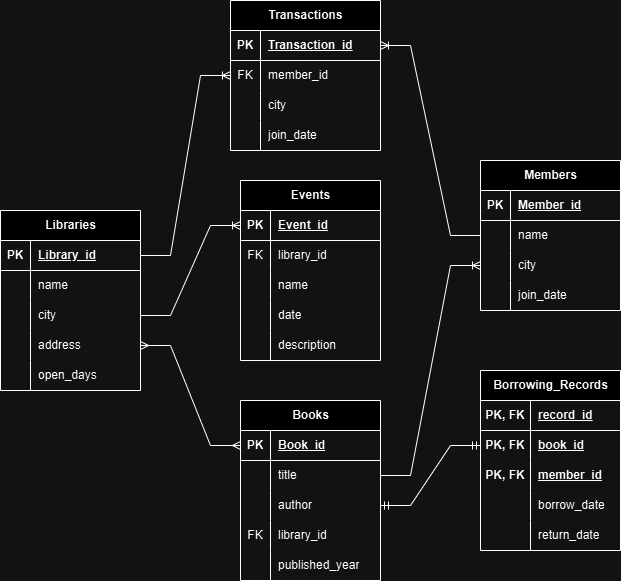 Transactions
PK Transaction_id
FK member_id
city
join_date
Members
PK Member_id
name
city
join_date
Events
PK Event_id
FK library_id
name
date
description
Libraries
PK Library_id
name
city
address
open_days
Books
PK Book_id
title
author
FK library_id
published_year
Borrowing_Records
PK, FK record_id
PK, FK book_id
PK, FK member_id
borrow_date
return_date